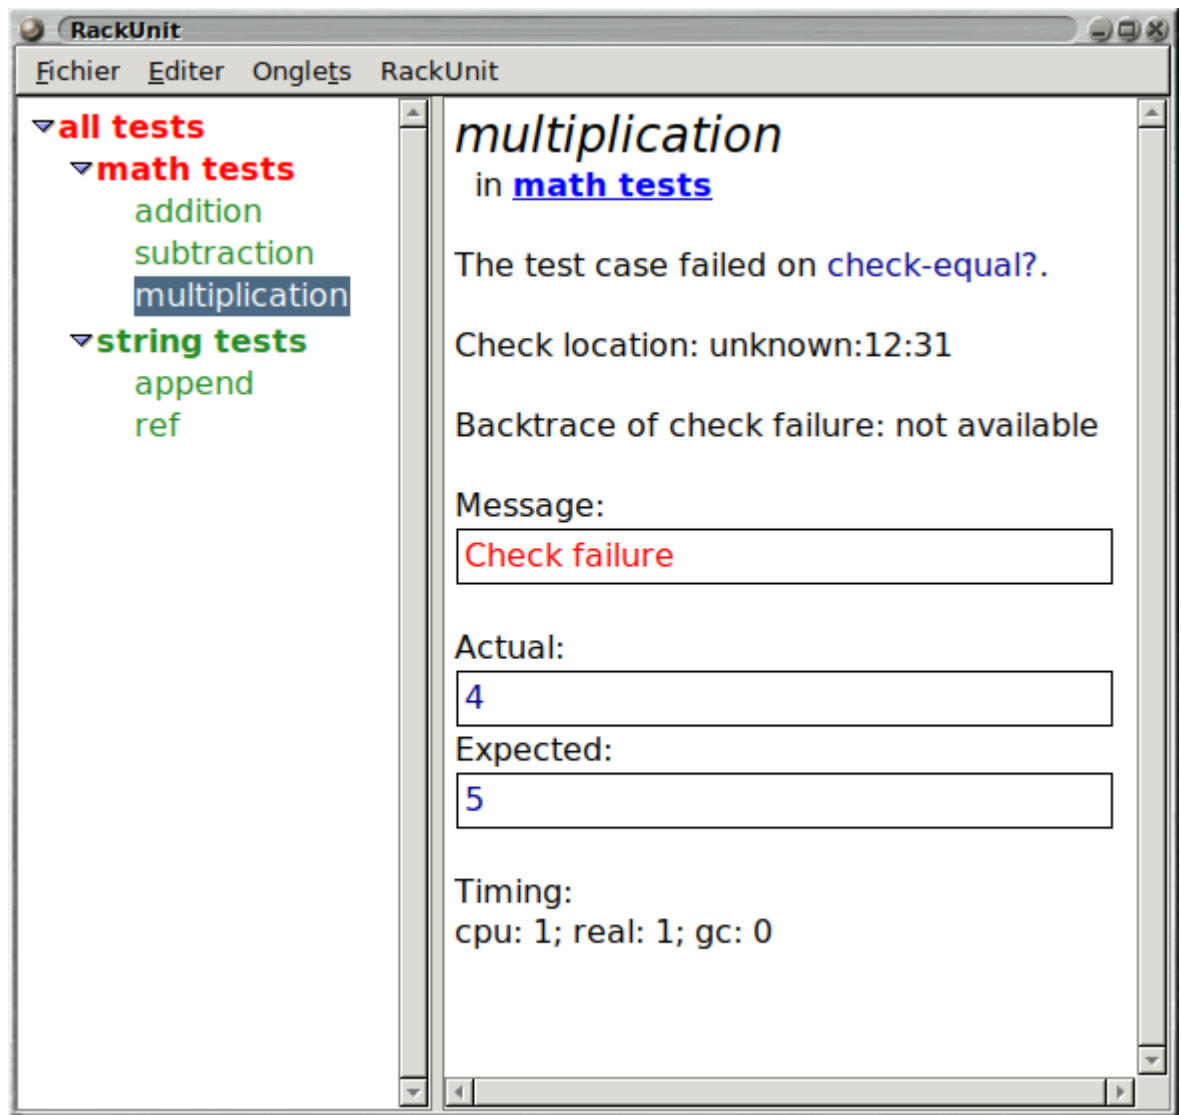 RackUnit
Fichier Editer Onglets RackUnit
all tests
math tests
addition
subtraction
multiplication
string tests
append
ref
multiplication
in math tests
The test case failed on check-equal?.
Check location: unknown:12:31
Backtrace of check failure: not available
Message:
Check failure
Actual:
4
Expected:
5
Timing:
cpu: 1; real: 1; gc: 0